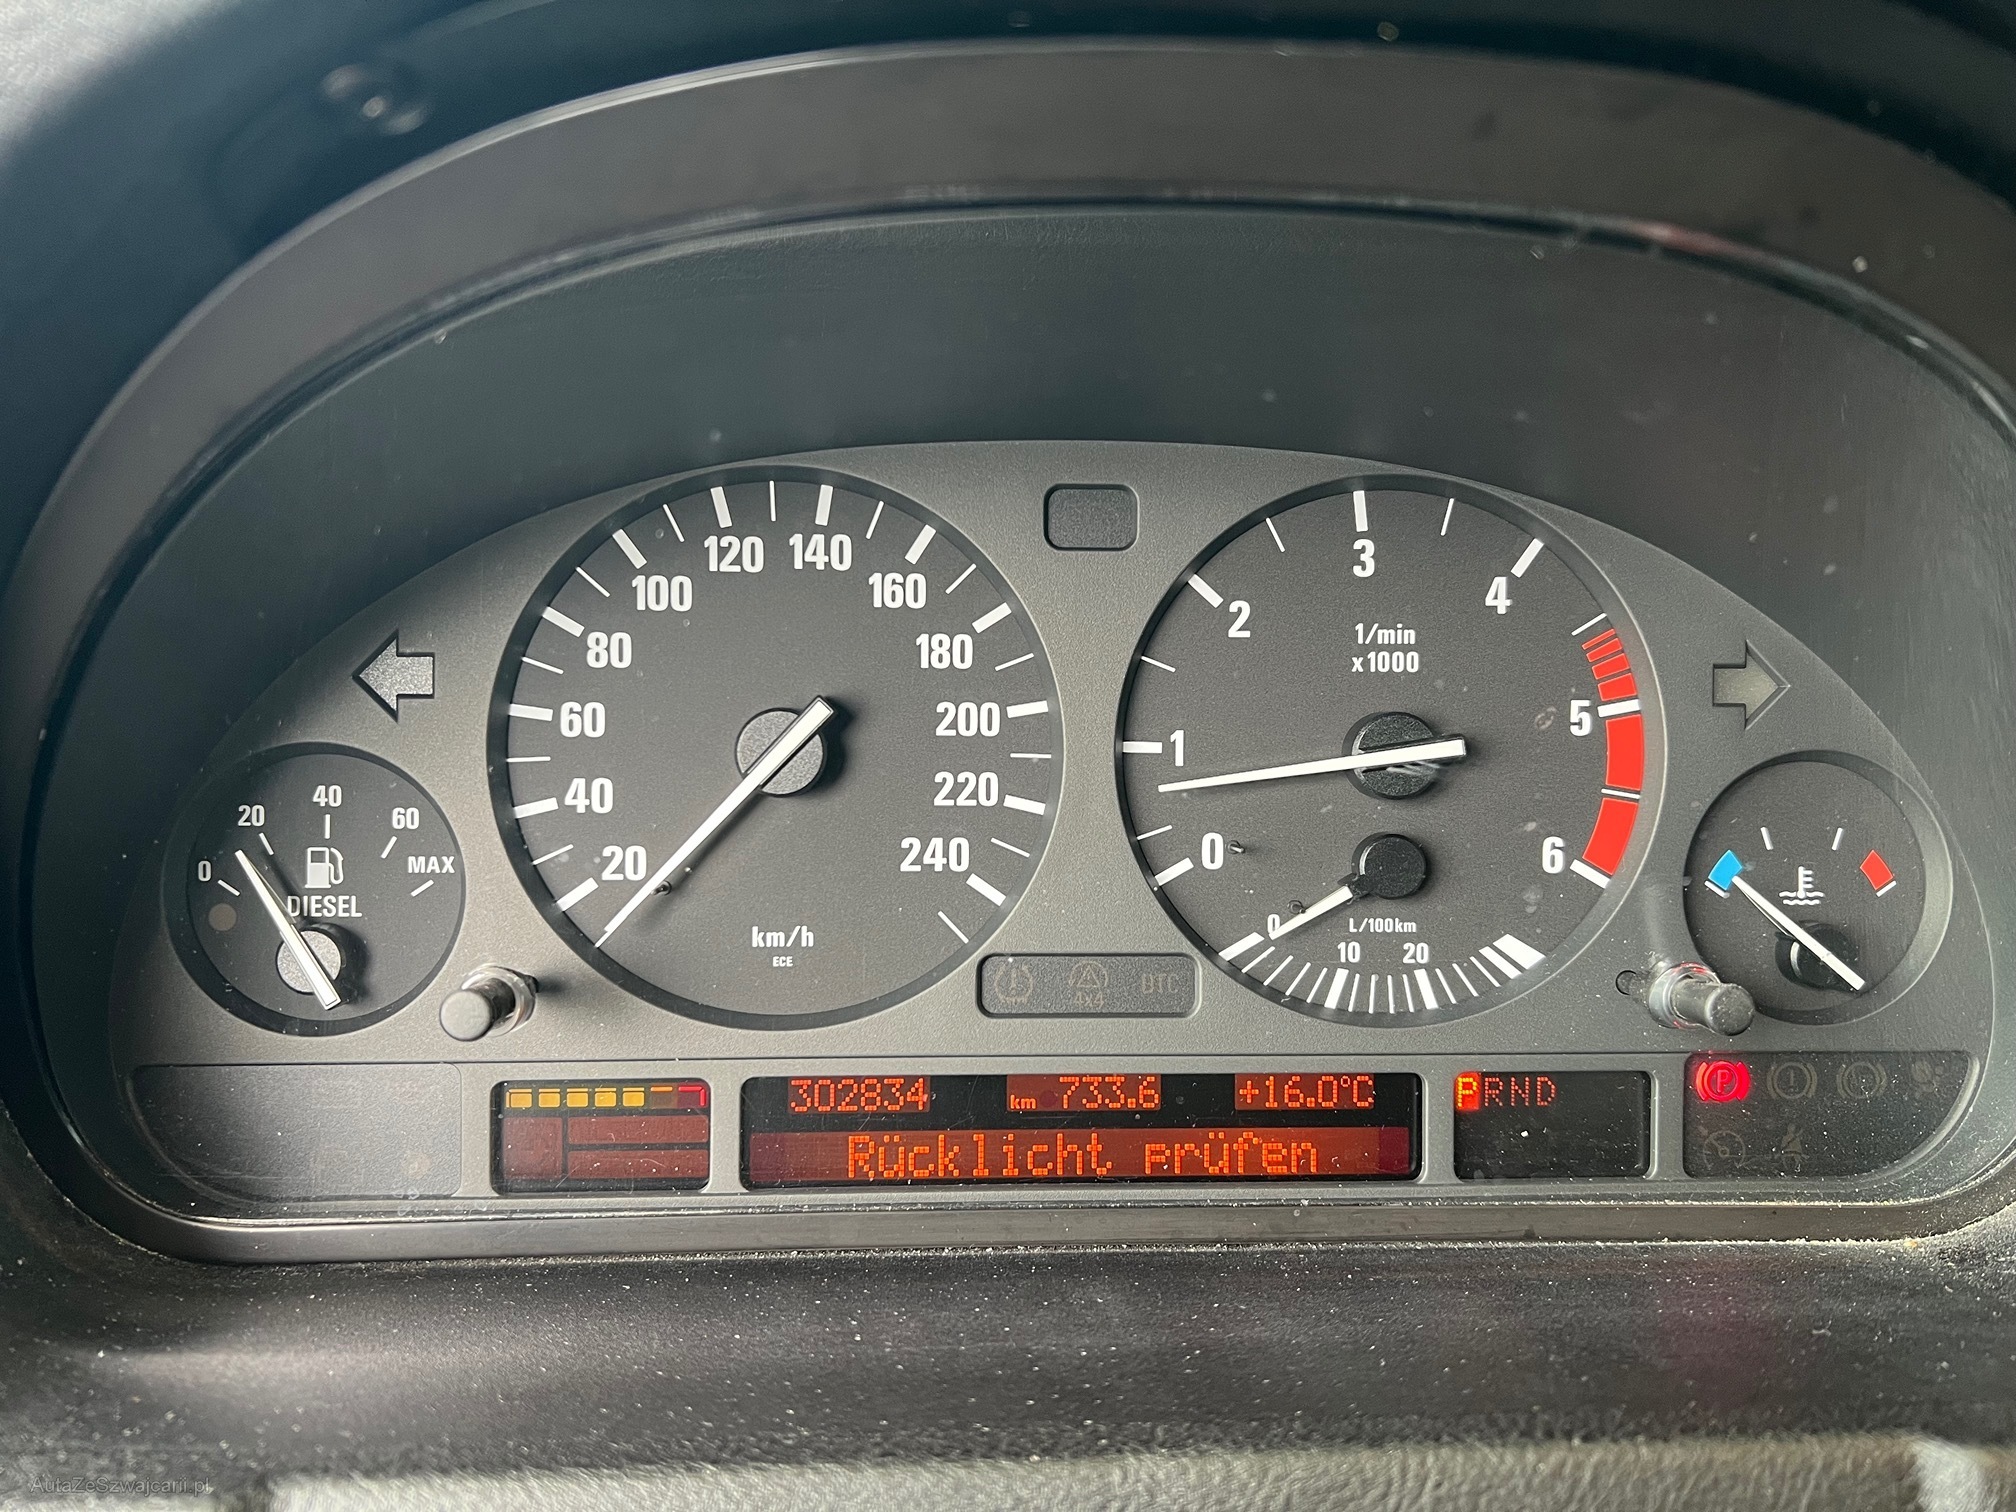 120 140
100 160
80 180
60 200
40 220
20 240
km/h
ECE
3
2 4
1/min
x1000
1 5
0 6
L/100km
0 10 20
0 20 40 60 MAX
DIESEL
4x4 DTC
302834 km 733.6 +16.0°C
Rücklicht prüfen
PRND
P
AutaZeSzwajcarii.pl